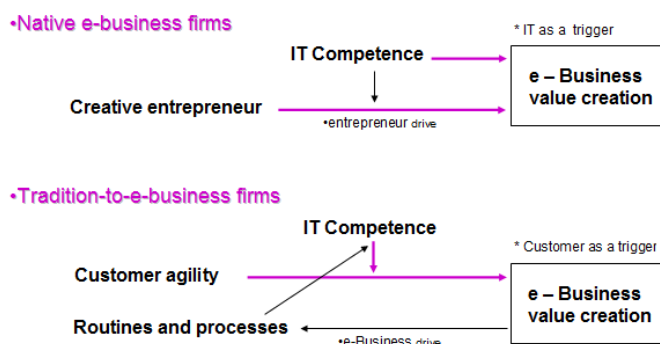 •Native e-business firms
* IT as a trigger
IT Competence
e – Business
value creation
Creative entrepreneur
•entrepreneur drive
•Tradition-to-e-business firms
IT Competence
* Customer as a trigger
Customer agility
e – Business
value creation
Routines and processes
•e-Business drive